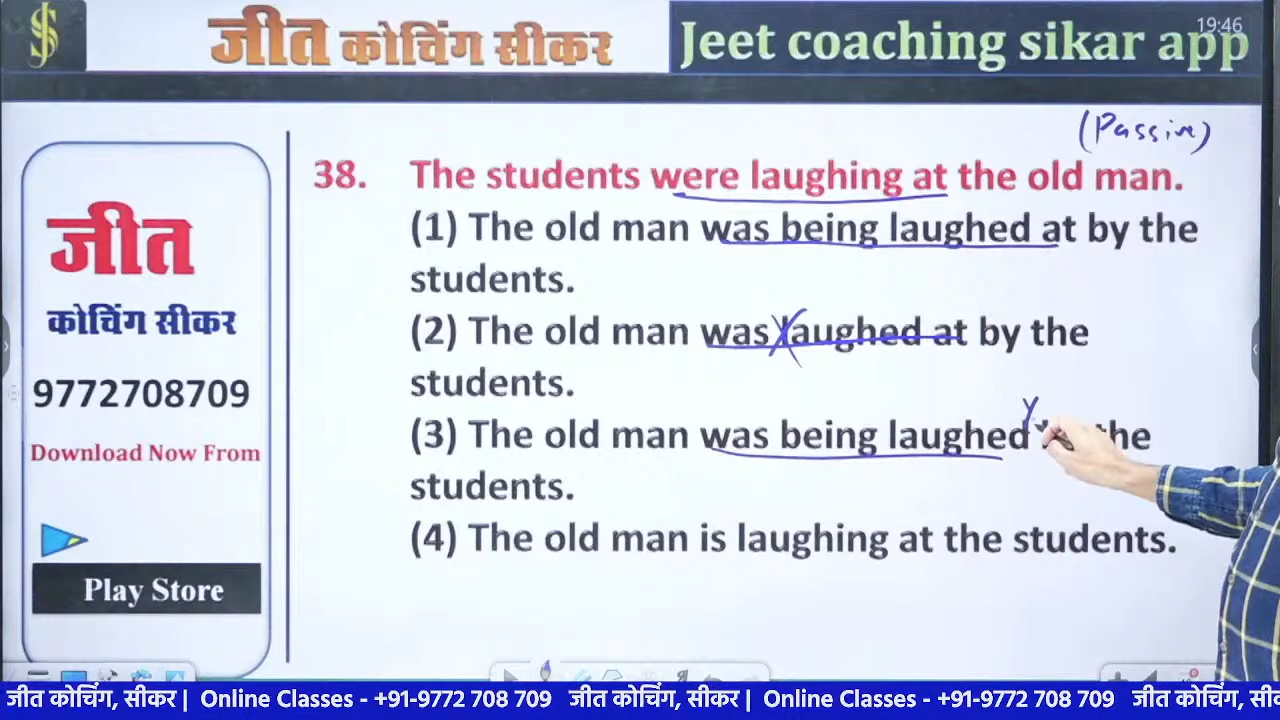 जीत कोचिंग सीकर
Jeet coaching sikar app
19:46
(Passive)
38. The students were laughing at the old man.
(1) The old man was being laughed at by the
students.
(2) The old man was laughed at by the
students.
(3) The old man was being laughed the
students.
(4) The old man is laughing at the students.
जीत
कोचिंग सीकर
9772708709
Download Now From
Play Store
जीत कोचिंग, सीकर | Online Classes - +91-9772 708 709 जीत कोचिंग, सीकर | Online Classes - +91-9772 708 709 जीत कोचिंग,